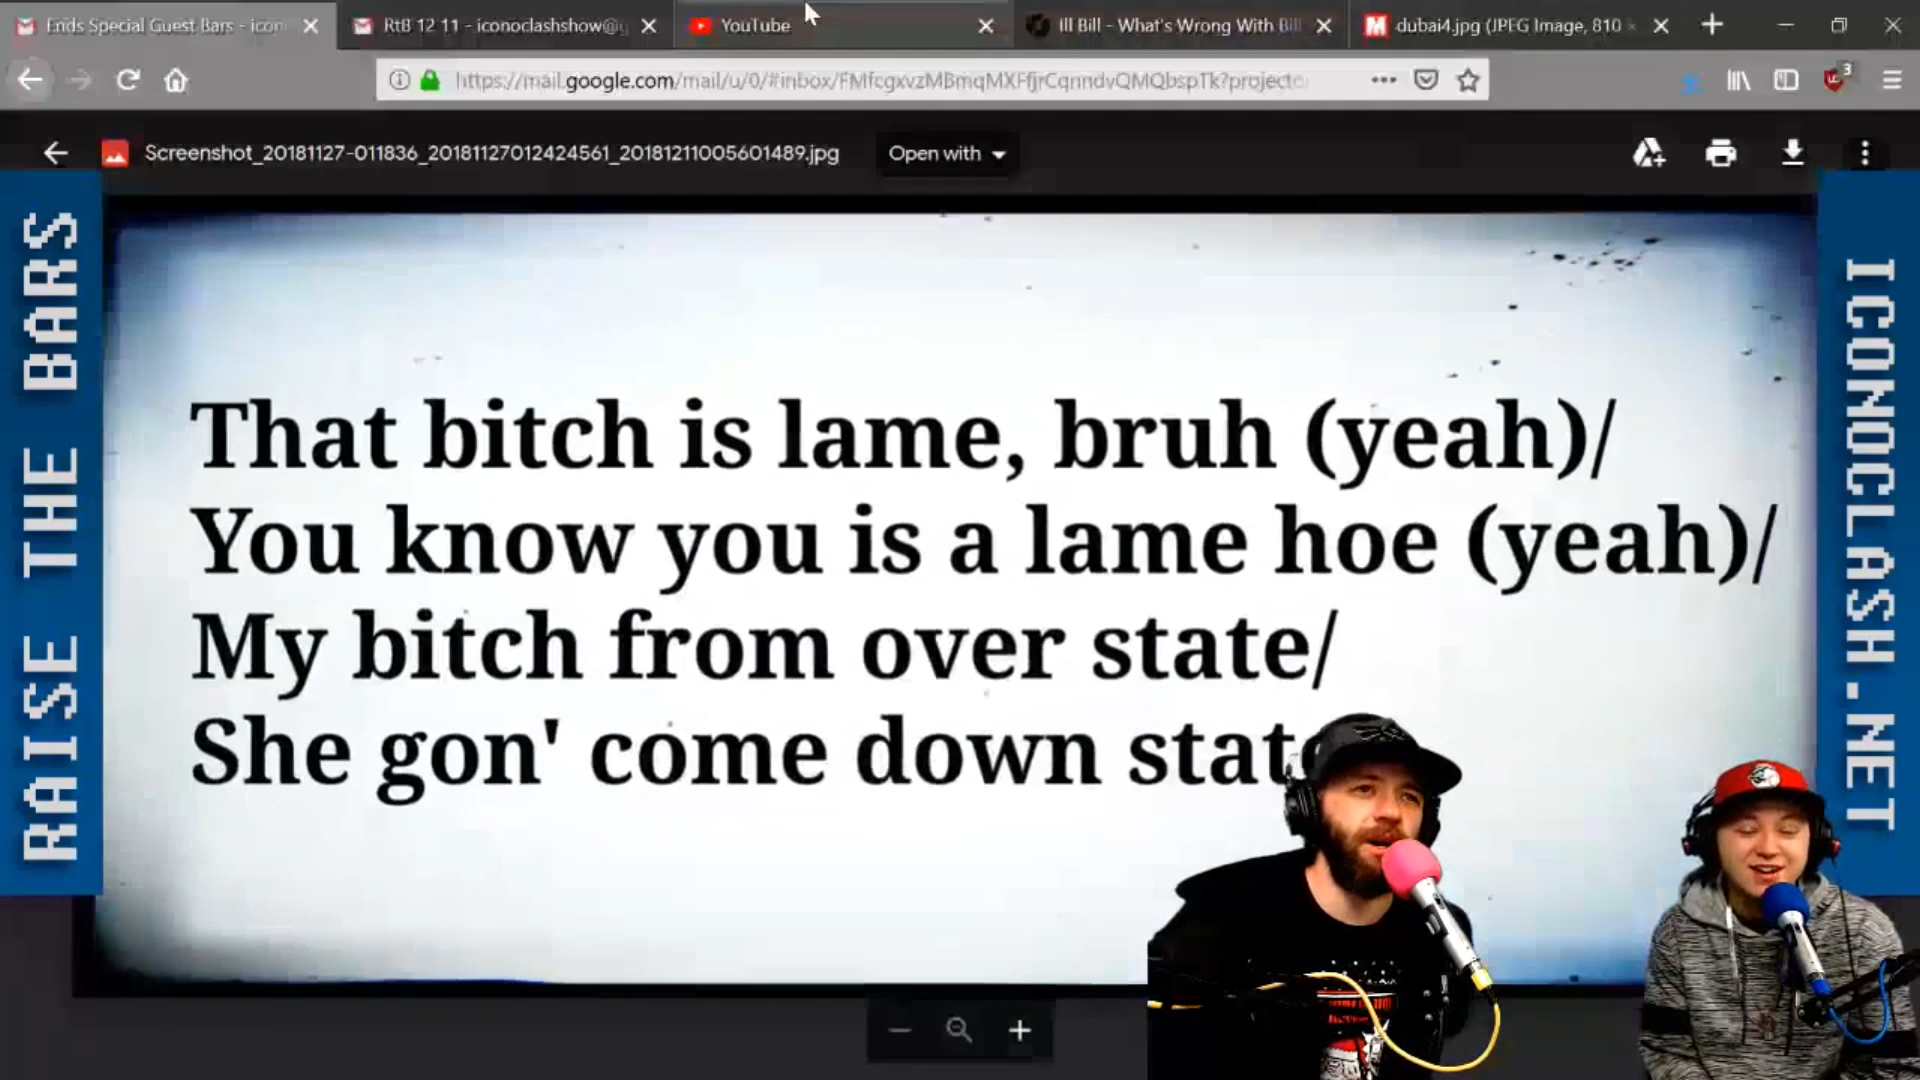 Ends Special Guest Bars - icon
RtB 12 11 - iconoclashshow@g
YouTube
Ill Bill - What's Wrong With Bill
dubai4.jpg (JPEG Image, 810 ×
https://mail.google.com/mail/u/0/#inbox/FMfcgxvzMBmqMXFfjrCqnndvQMQbspTk?projecto
3
Screenshot_20181127-011836_20181127012424561_20181211005601489.jpg
Open with
RAISE THE BARS
ICONOCLASH.NET
That bitch is lame, bruh (yeah)/
You know you is a lame hoe (yeah)/
My bitch from over state/
She gon' come down state